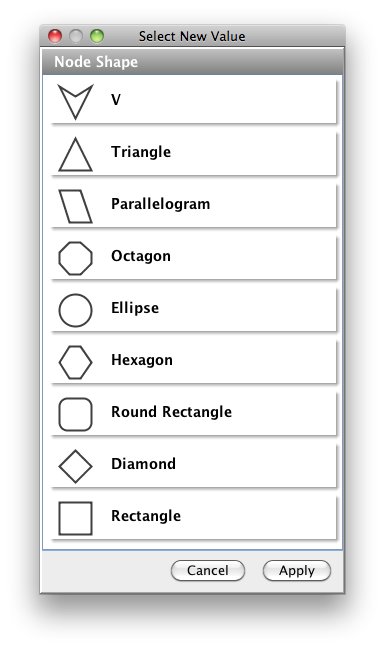 Select New Value
Node Shape
V
Triangle
Parallelogram
Octagon
Ellipse
Hexagon
Round Rectangle
Diamond
Rectangle
Cancel Apply